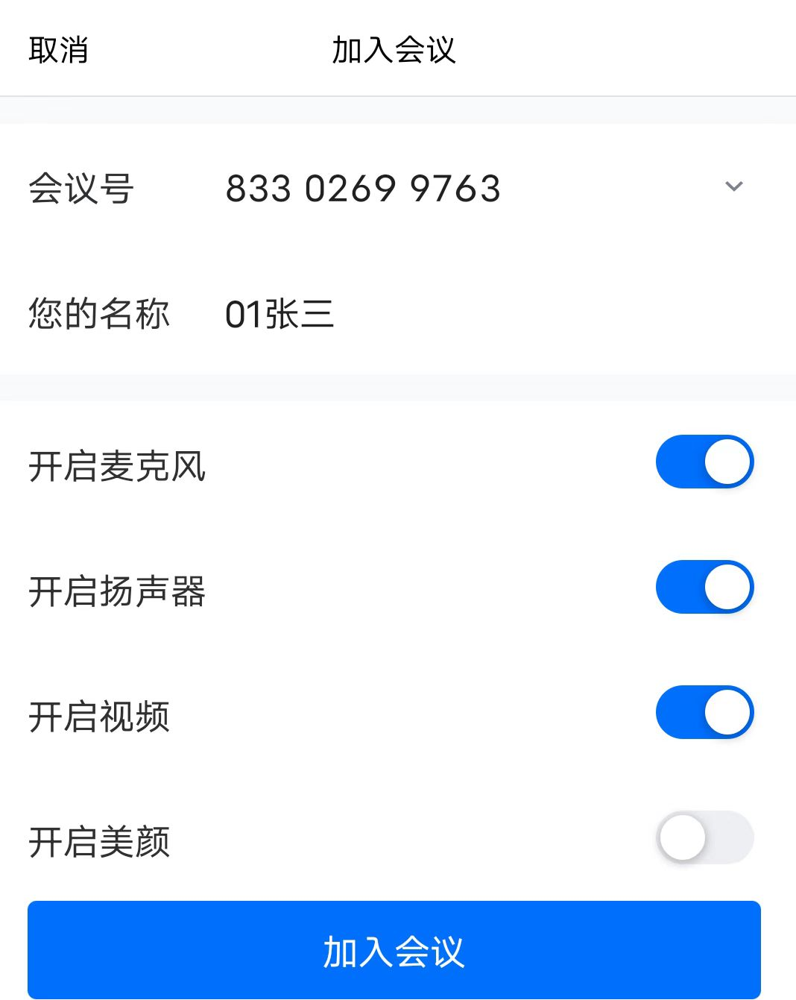 取消 加入会议
会议号 833 0269 9763
您的名称 01张三
开启麦克风
开启扬声器
开启视频
开启美颜
加入会议